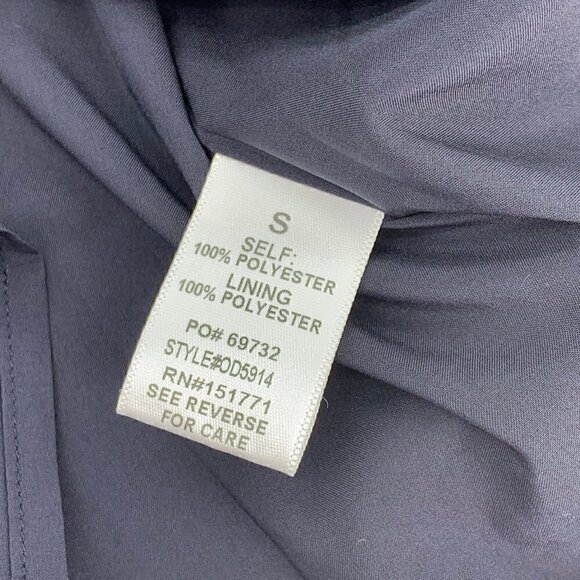 S
SELF:
100% POLYESTER
LINING
100% POLYESTER
PO# 69732
STYLE#OD5914
RN#151771
SEE REVERSE
FOR CARE